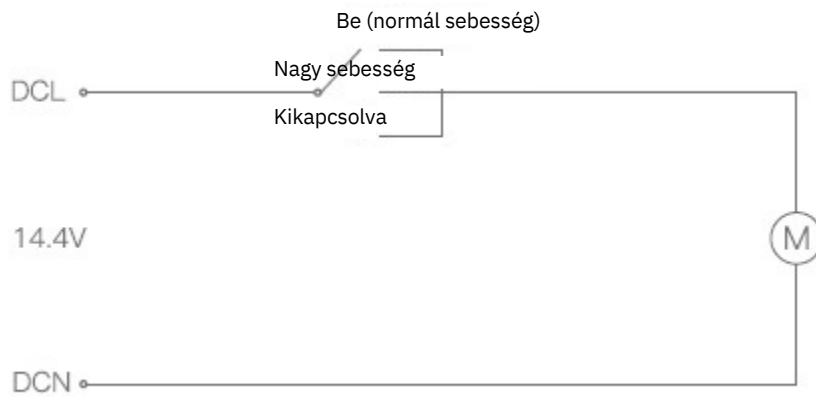 Be (normál sebesség)
Nagy sebesség
DCL
Kikapcsolva
14.4V
M
DCN